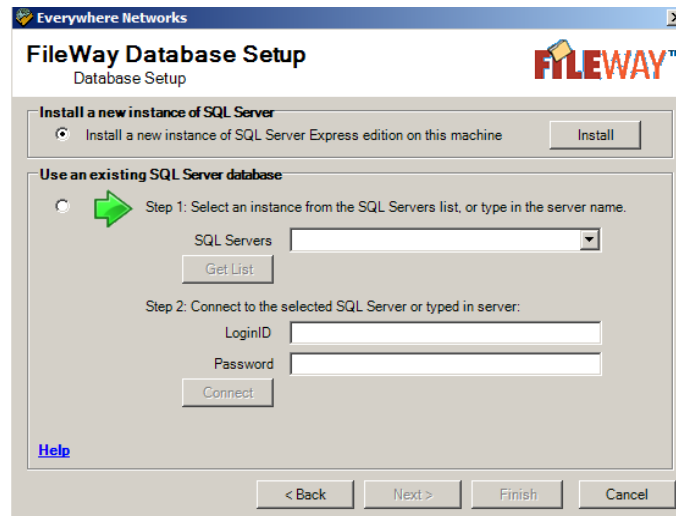 Everywhere Networks
FileWay Database Setup
Database Setup
FILEWAY™
Install a new instance of SQL Server
Install a new instance of SQL Server Express edition on this machine
Install
Use an existing SQL Server database
Step 1: Select an instance from the SQL Servers list, or type in the server name.
SQL Servers
Get List
Step 2: Connect to the selected SQL Server or typed in server:
LoginID
Password
Connect
Help
< Back Next > Finish Cancel